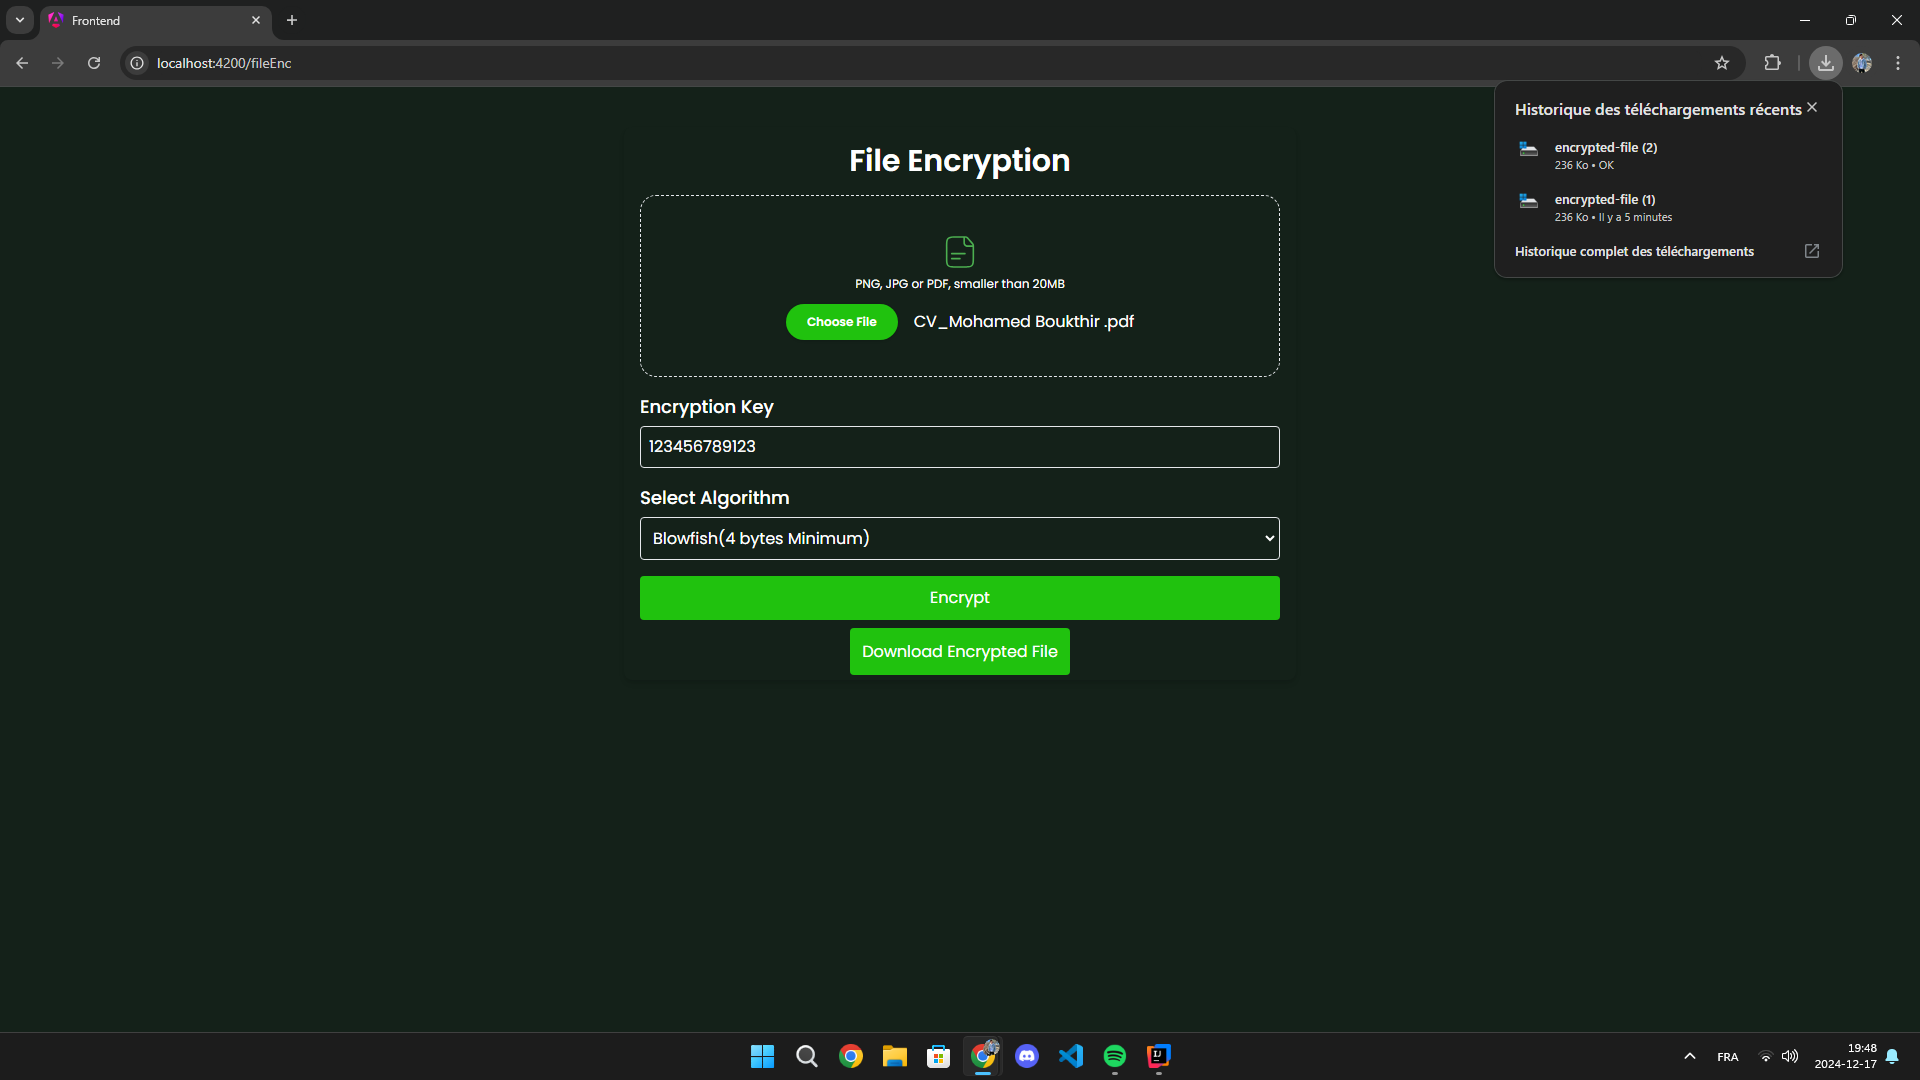 Frontend
localhost:4200/fileEnc
Historique des téléchargements récents
encrypted-file (2)
236 Ko • OK
encrypted-file (1)
236 Ko • Il y a 5 minutes
Historique complet des téléchargements
File Encryption
PNG, JPG or PDF, smaller than 20MB
Choose File CV_Mohamed Boukthir .pdf
Encryption Key
123456789123
Select Algorithm
Blowfish(4 bytes Minimum)
Encrypt
Download Encrypted File
FRA
19:48
2024-12-17